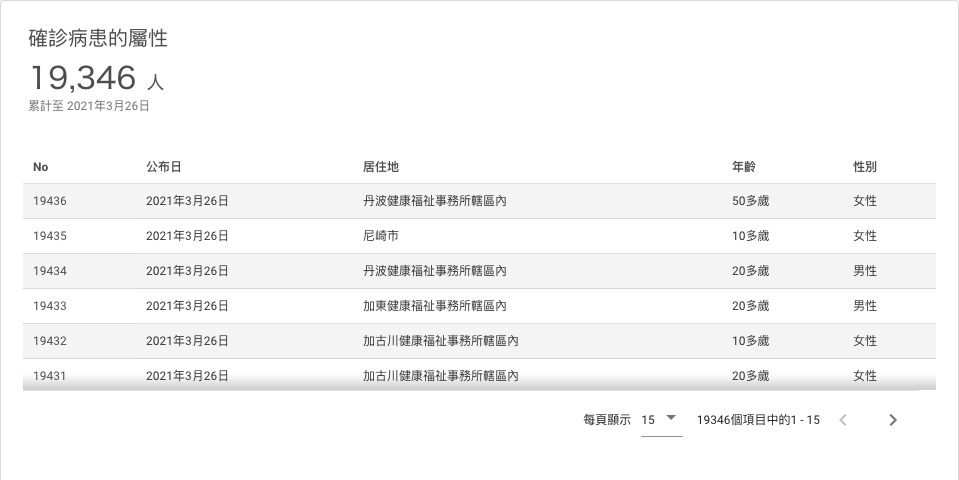 確診病患的屬性
19,346 人
累計至 2021年3月26日
No 公布日 居住地 年齡 性別
19436 2021年3月26日 丹波健康福祉事務所轄區內 50多歲 女性
19435 2021年3月26日 尼崎市 10多歲 女性
19434 2021年3月26日 丹波健康福祉事務所轄區內 20多歲 男性
19433 2021年3月26日 加東健康福祉事務所轄區內 20多歲 男性
19432 2021年3月26日 加古川健康福祉事務所轄區內 10多歲 女性
19431 2021年3月26日 加古川健康福祉事務所轄區內 20多歲 女性
每頁顯示 15 19346個項目中的1 - 15